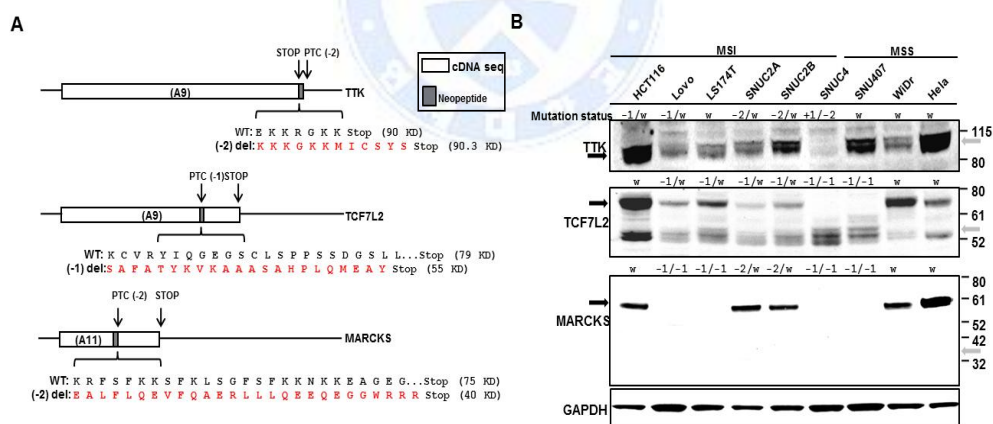 A
STOP PTC (-2)
(A9)
TTK
cDNA seq
Neopeptide
WT: E K K R G K K Stop (90 KD)
(-2) del: K K K G K K M I C S Y S Stop (90.3 KD)
PTC (-1)STOP
(A9)
TCF7L2
WT: K C V R Y I Q G E G S C L S P P S S D G S L L...Stop (79 KD)
(-1) del: S A F A T Y K V K A A A S A H P L Q M E A Y Stop (55 KD)
PTC (-2) STOP
(A11)
MARCKS
WT: K R F S F K K S F K L S G F S F K K N K K E A G E G...Stop (75 KD)
(-2) del: E A L F L Q E V F Q A E R L L L Q E E Q E G G W R R R Stop (40 KD)
B
MSI MSS
HCT116 Lovo LS174T SNUC2A SNUC2B SNUC4 SNU407 WiDr Hela
Mutation status -1/w -1/w w -2/w -2/w +1/-2 w w w
TTK
115
80
w -1/w -1/w -1/w -1/w -1/-1 -1/-1 w w
TCF7L2
80
61
52
w -1/-1 -1/-1 -2/w -2/w -1/-1 -1/-1 w w
MARCKS
80
61
52
42
32
GAPDH